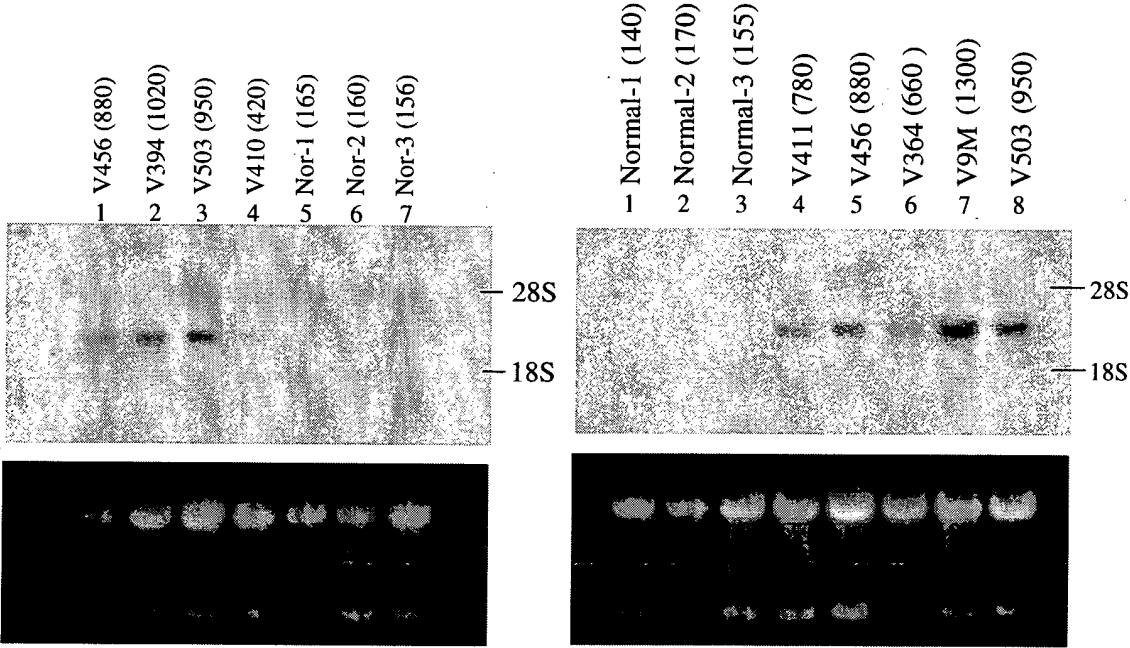 V456 (880)
V394 (1020)
V503 (950)
V410 (420)
Nor-1 (165)
Nor-2 (160)
Nor-3 (156)
1 2 3 4 5 6 7
28S
18S
Normal-1 (140)
Normal-2 (170)
Normal-3 (155)
V411 (780)
V456 (880)
V364 (660 )
V9M (1300)
V503 (950)
1 2 3 4 5 6 7 8
28S
18S